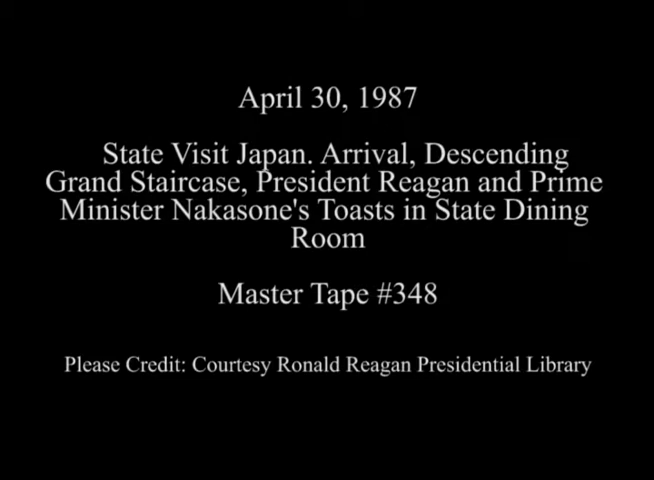 April 30, 1987
State Visit Japan. Arrival, Descending
Grand Staircase, President Reagan and Prime
Minister Nakasone's Toasts in State Dining
Room
Master Tape #348
Please Credit: Courtesy Ronald Reagan Presidential Library